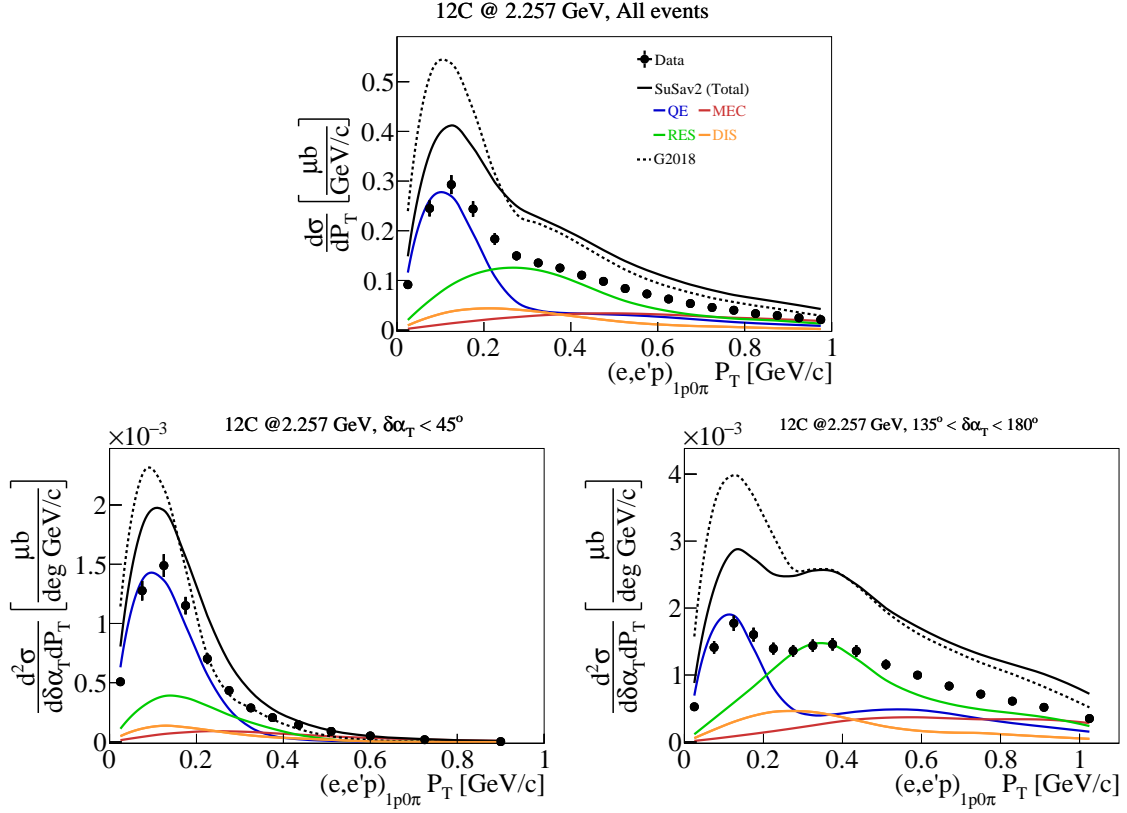 12C @ 2.257 GeV, All events
Data
SuSav2 (Total)
QE MEC
RES DIS
G2018
dσ/dP_T [μb/GeV/c]
0.5
0.4
0.3
0.2
0.1
0
0 0.2 0.4 0.6 0.8 1
(e,e'p)_1p0π P_T [GeV/c]
12C @2.257 GeV, δα_T < 45°
×10⁻³
d²σ/dδα_TdP_T [μb/deg GeV/c]
2
1.5
1
0.5
0
0 0.2 0.4 0.6 0.8 1
(e,e'p)_1p0π P_T [GeV/c]
12C @2.257 GeV, 135° < δα_T < 180°
×10⁻³
d²σ/dδα_TdP_T [μb/deg GeV/c]
4
3
2
1
0
0 0.2 0.4 0.6 0.8 1
(e,e'p)_1p0π P_T [GeV/c]